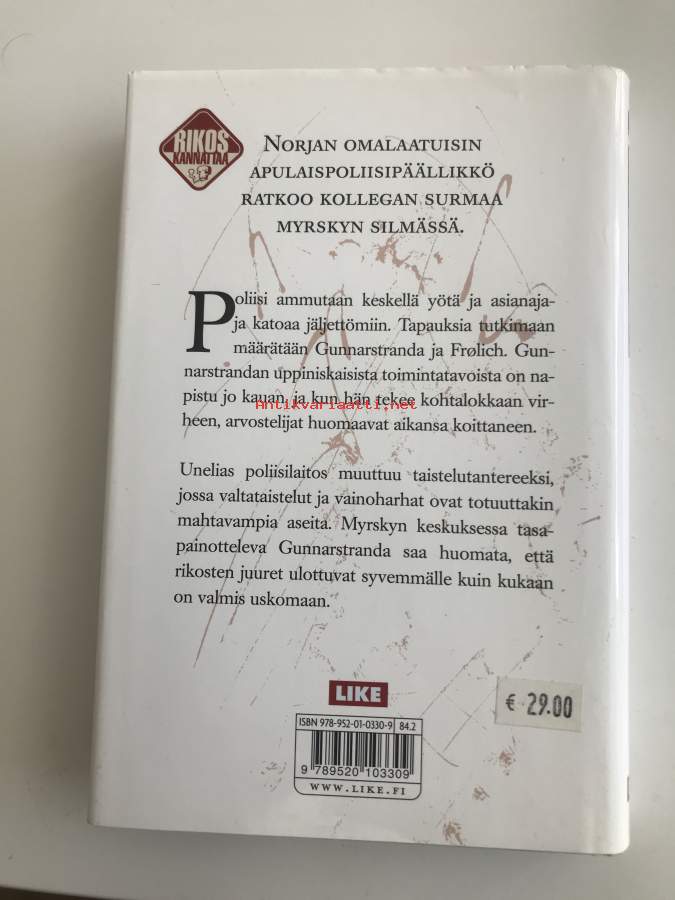 RIKOS
KANNATTAA
NORJAN OMALAATUISIN
APULAISPOLIISIPÄÄLLIKKÖ
RATKOO KOLLEGAN SURMAA
MYRSKYN SILMÄSSÄ.
Poliisi ammutaan keskellä yötä ja asianaja-
ja katoaa jäljettömiin. Tapauksia tutkimaan
määrätään Gunnarstranda ja Frølich. Gun-
narstrandan uppiniskaisista toimintatavoista on na-
pistu jo kauan, ja kun hän tekee kohtalokkaan vir-
Antikvariaatti.net
heen, arvostelijat huomaavat aikansa koittaneen.
Unelias poliisilaitos muuttuu taistelutantereeksi,
jossa valtataistelut ja vainoharhat ovat totuuttakin
mahtavampia aseita. Myrskyn keskuksessa tasa-
painotteleva Gunnarstranda saa huomata, että
rikosten juuret ulottuvat syvemmälle kuin kukaan
on valmis uskomaan.
LIKE
€ 29.00
ISBN 978-952-01-0330-9 84.2
9 789520 103309
WWW.LIKE.FI